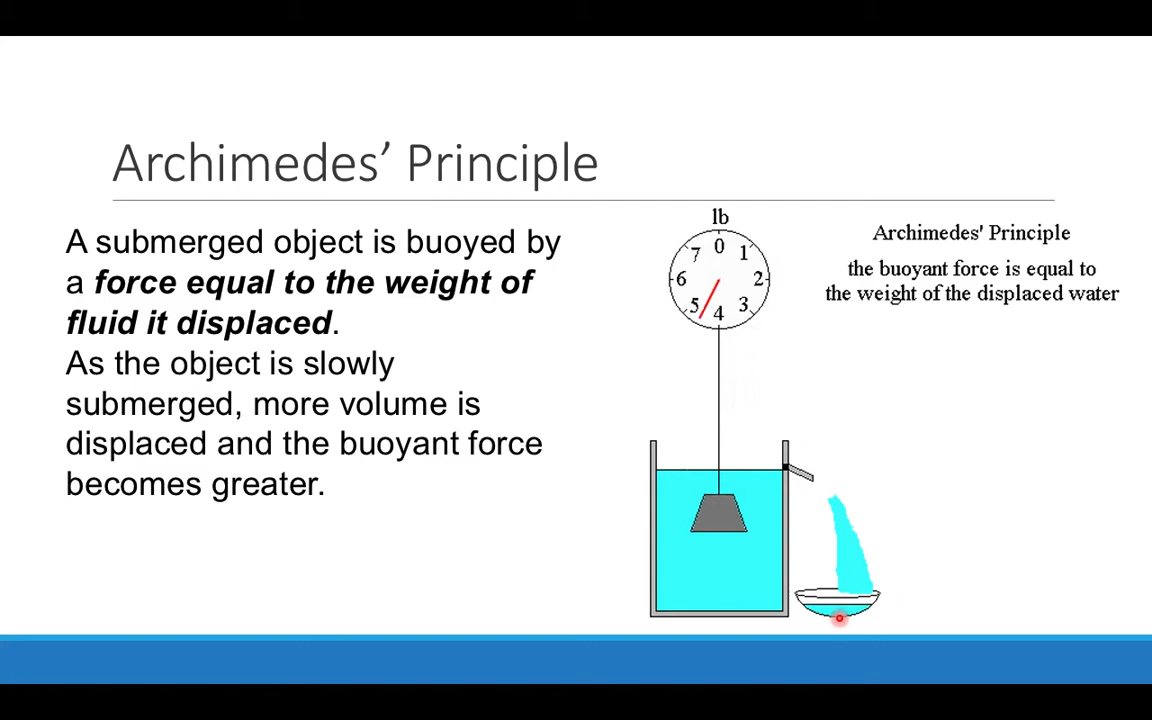 Archimedes’ Principle
A submerged object is buoyed by
a force equal to the weight of
fluid it displaced.
As the object is slowly
submerged, more volume is
displaced and the buoyant force
becomes greater.
lb
0
1
2
3
4
5
6
7
Archimedes' Principle
the buoyant force is equal to
the weight of the displaced water